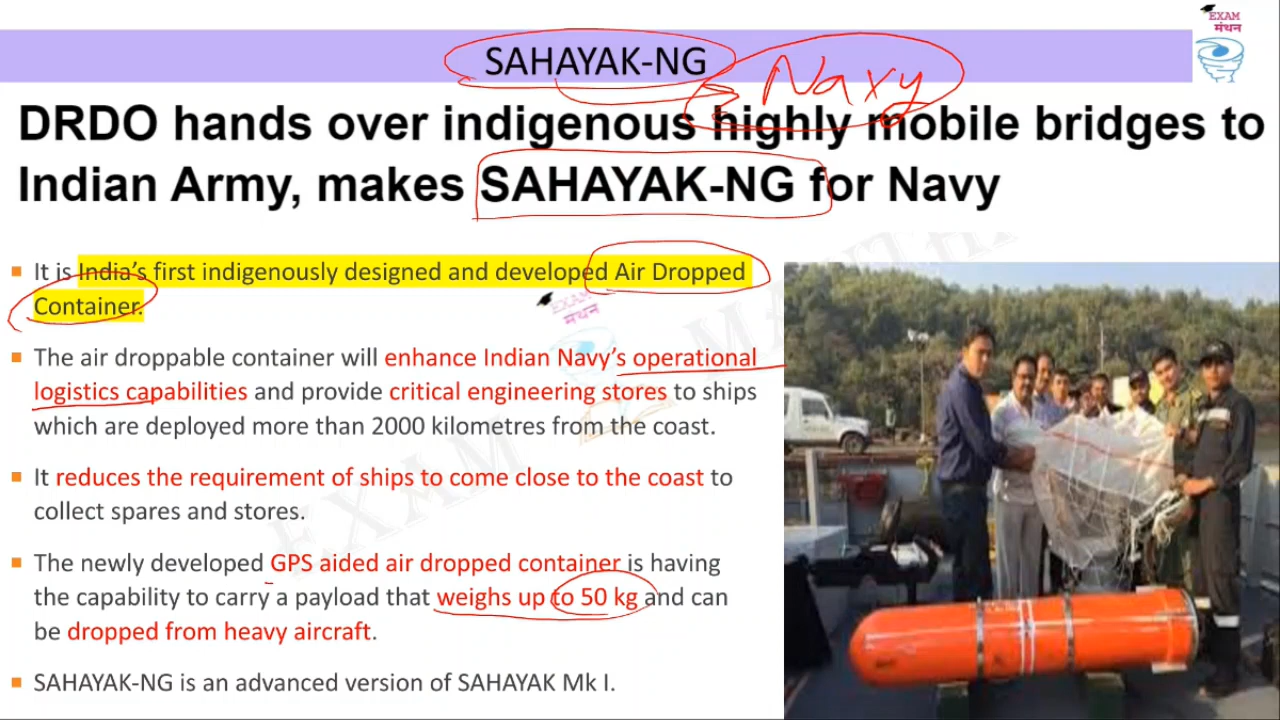 EXAM
मंथन
SAHAYAK-NG
Navy
DRDO hands over indigenous highly mobile bridges to
Indian Army, makes SAHAYAK-NG for Navy
It is India's first indigenously designed and developed Air Dropped
Container.
EXAM
मंथन
The air droppable container will enhance Indian Navy's operational
logistics capabilities and provide critical engineering stores to ships
which are deployed more than 2000 kilometres from the coast.
It reduces the requirement of ships to come close to the coast to
collect spares and stores.
The newly developed GPS aided air dropped container is having
the capability to carry a payload that weighs up to 50 kg and can
be dropped from heavy aircraft.
SAHAYAK-NG is an advanced version of SAHAYAK Mk I.